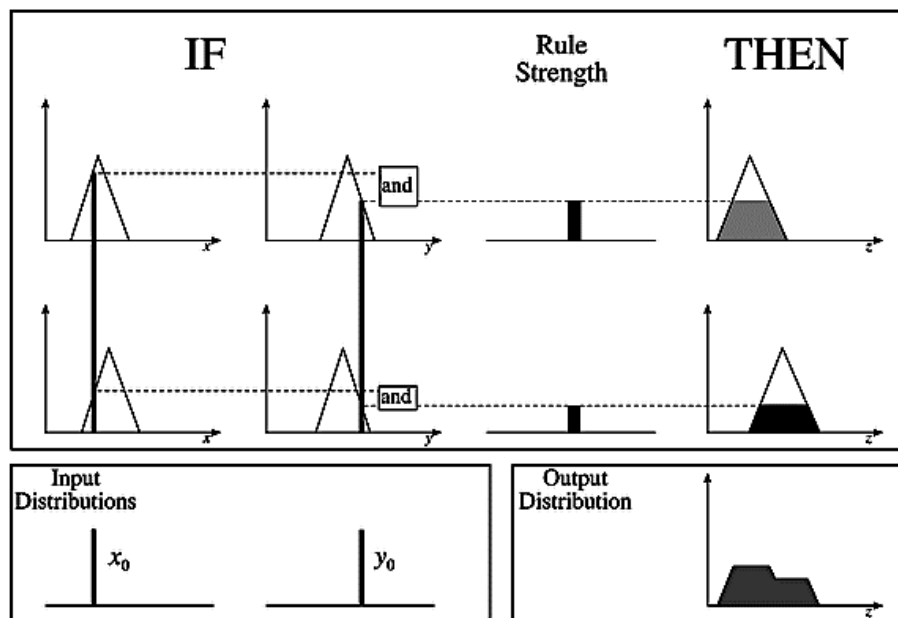 IF
Rule
Strength
THEN
and
x
y
z
and
x
y
z
Input
Distributions
x₀
y₀
Output
Distribution
z